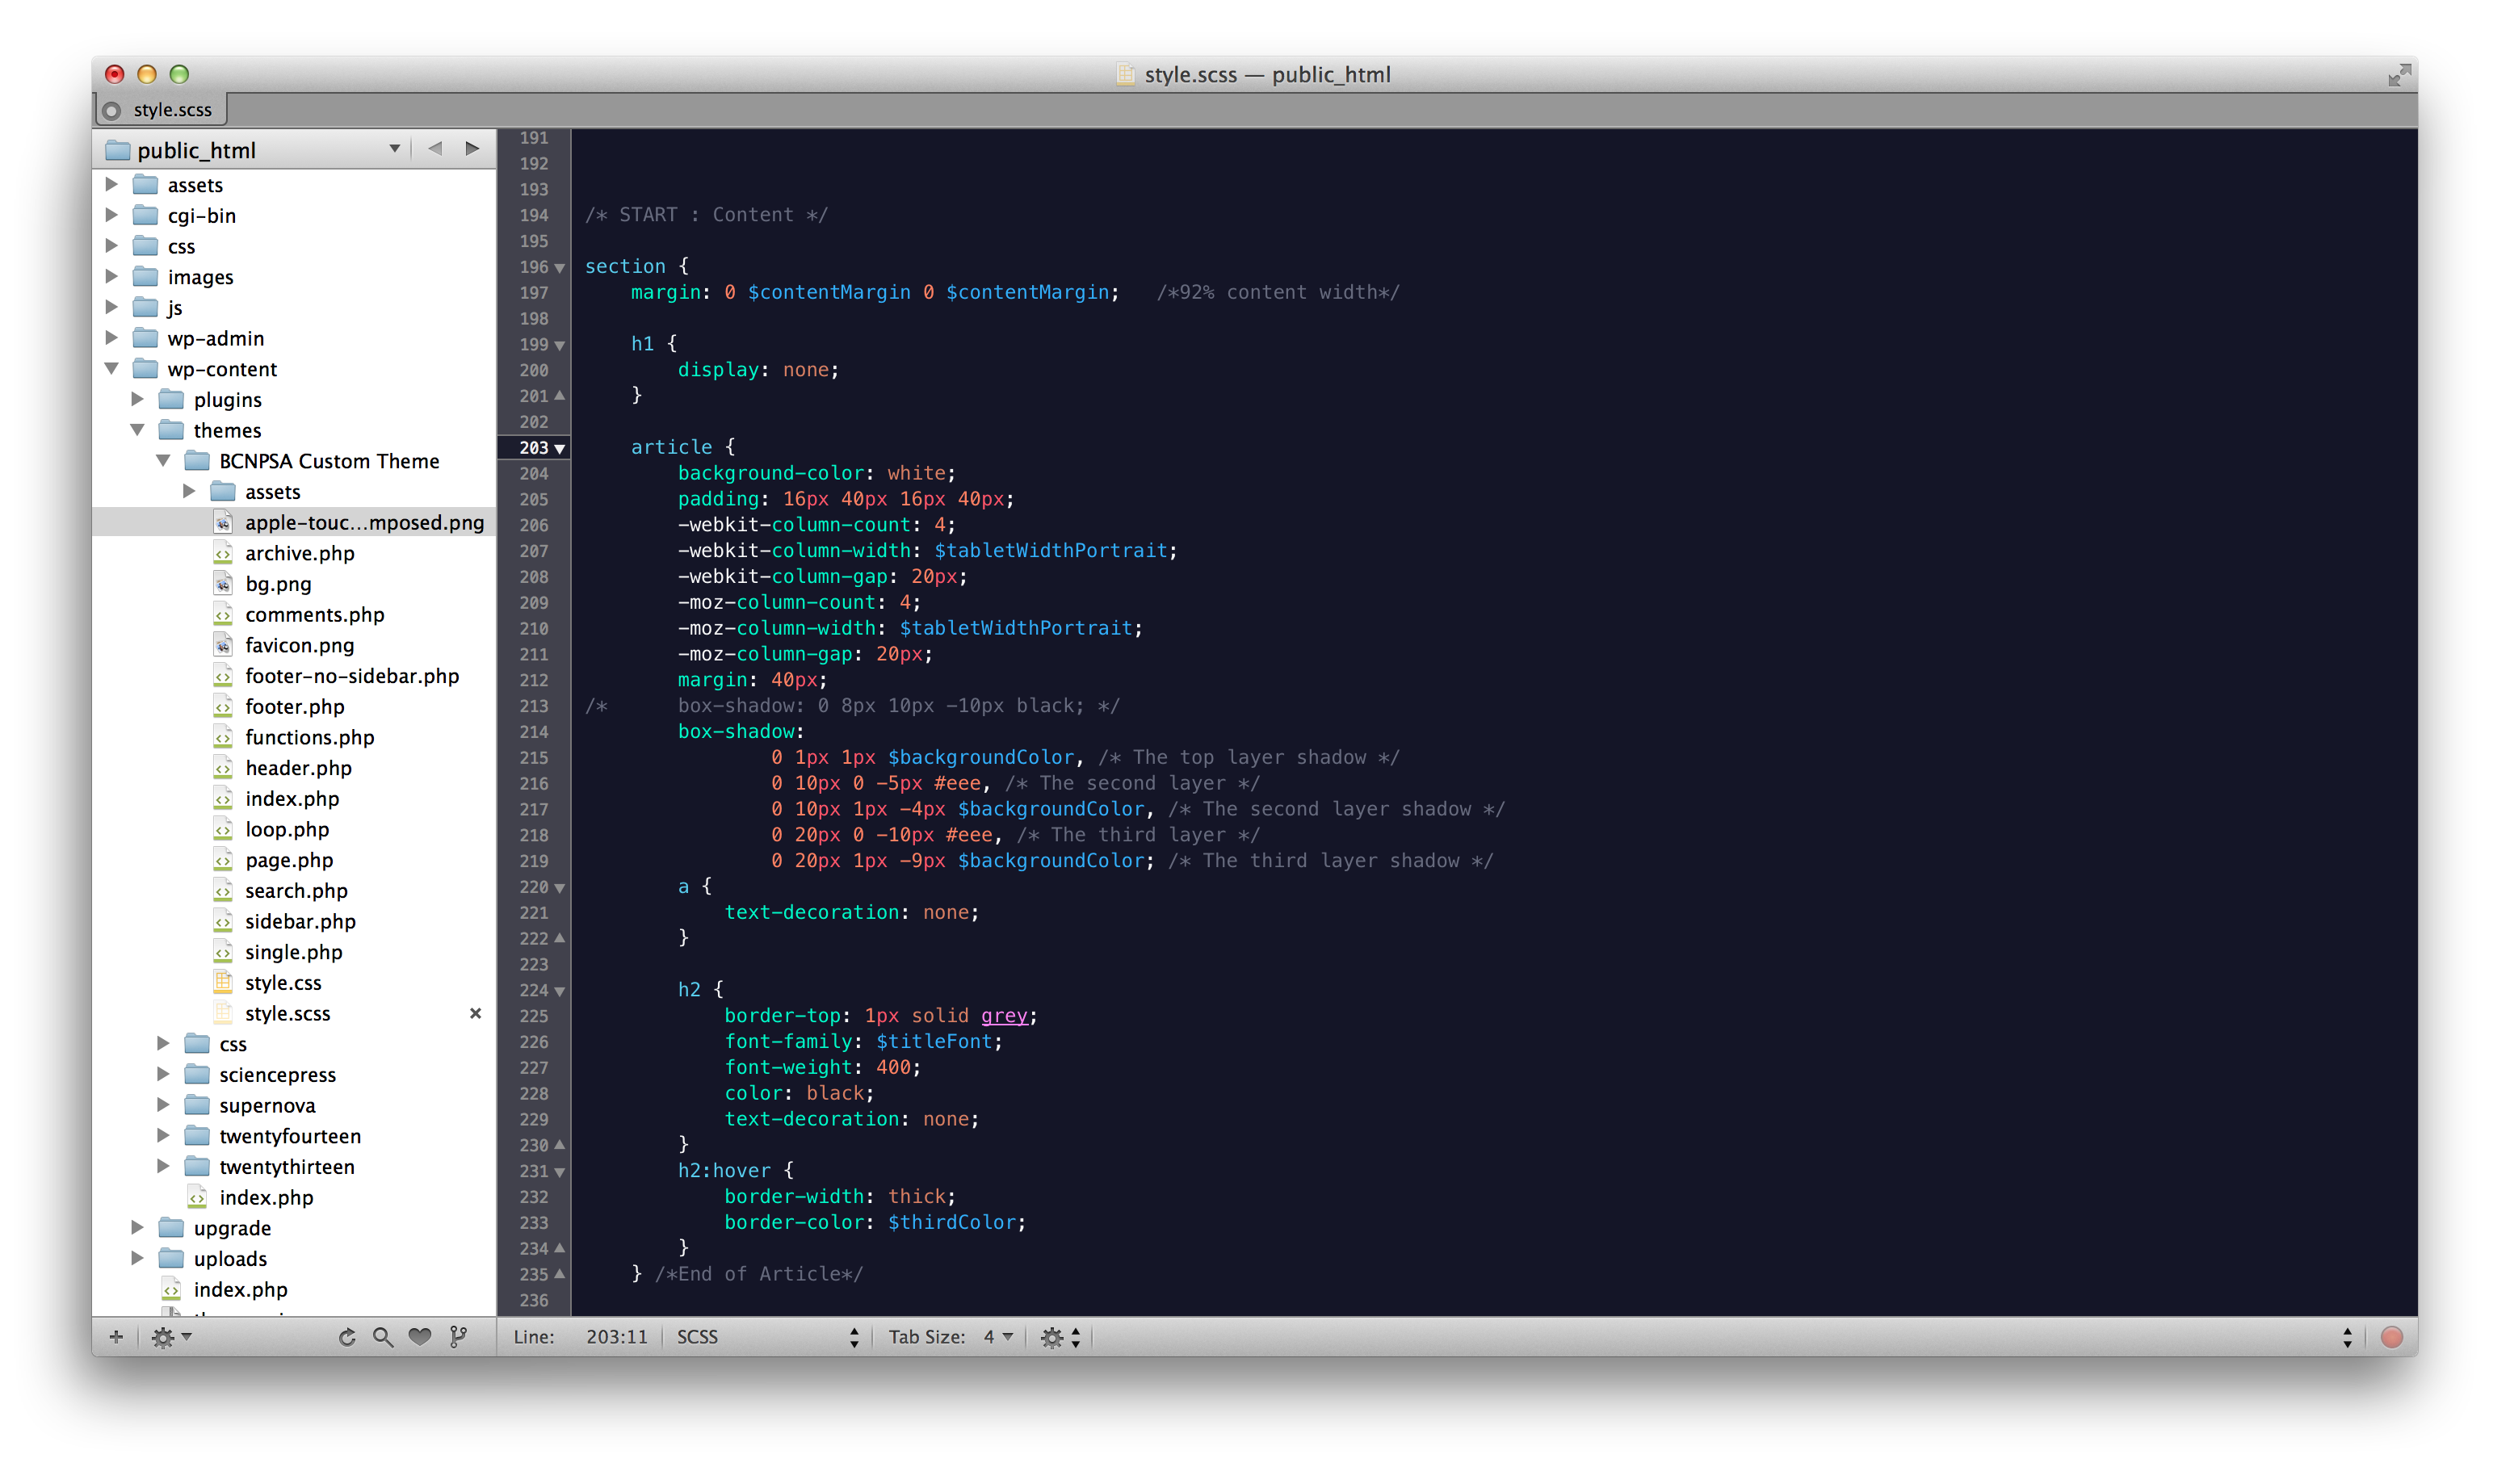 style.scss — public_html
style.scss
public_html
assets
cgi-bin
css
images
js
wp-admin
wp-content
plugins
themes
BCNPSA Custom Theme
assets
apple-touc...mposed.png
archive.php
bg.png
comments.php
favicon.png
footer-no-sidebar.php
footer.php
functions.php
header.php
index.php
loop.php
page.php
search.php
sidebar.php
single.php
style.css
style.scss
css
sciencepress
supernova
twentyfourteen
twentythirteen
index.php
upgrade
uploads
index.php
191
192
193
194 /* START : Content */
195
196 section {
197 margin: 0 $contentMargin 0 $contentMargin; /*92% content width*/
198
199 h1 {
200 display: none;
201 }
202
203 article {
204 background-color: white;
205 padding: 16px 40px 16px 40px;
206 -webkit-column-count: 4;
207 -webkit-column-width: $tabletWidthPortrait;
208 -webkit-column-gap: 20px;
209 -moz-column-count: 4;
210 -moz-column-width: $tabletWidthPortrait;
211 -moz-column-gap: 20px;
212 margin: 40px;
213 /* box-shadow: 0 8px 10px -10px black; */
214 box-shadow:
215 0 1px 1px $backgroundColor, /* The top layer shadow */
216 0 10px 0 -5px #eee, /* The second layer */
217 0 10px 1px -4px $backgroundColor, /* The second layer shadow */
218 0 20px 0 -10px #eee, /* The third layer */
219 0 20px 1px -9px $backgroundColor; /* The third layer shadow */
220 a {
221 text-decoration: none;
222 }
223
224 h2 {
225 border-top: 1px solid grey;
226 font-family: $titleFont;
227 font-weight: 400;
228 color: black;
229 text-decoration: none;
230 }
231 h2:hover {
232 border-width: thick;
233 border-color: $thirdColor;
234 }
235 } /*End of Article*/
236
Line: 203:11 SCSS Tab Size: 4